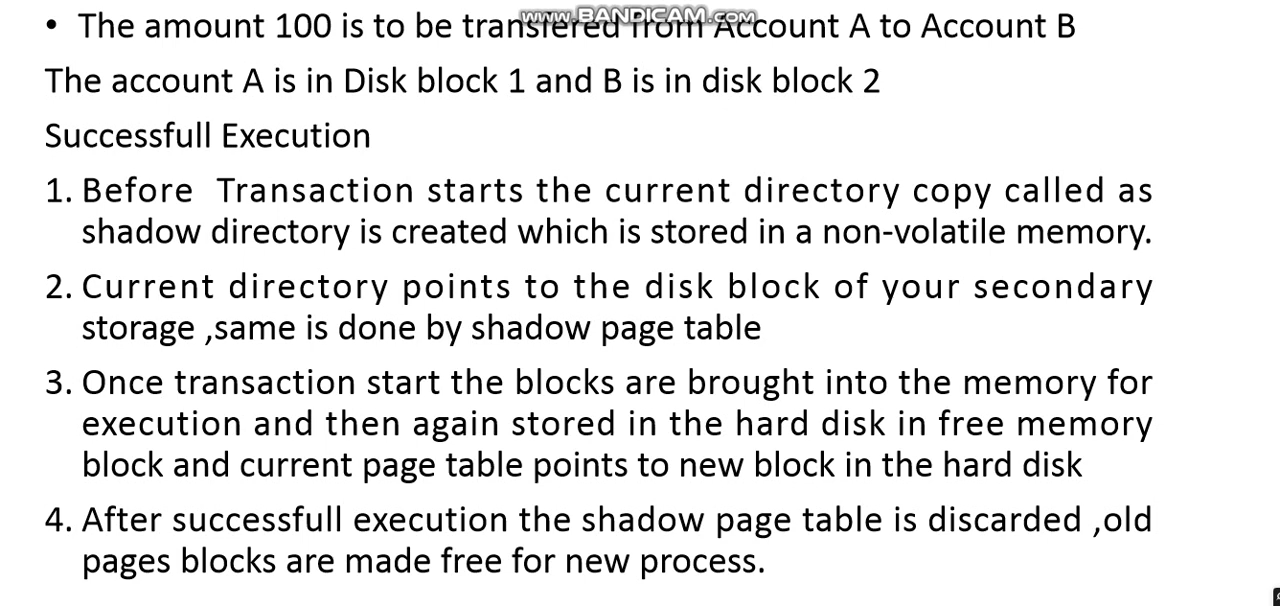 www.BANDICAM.com
• The amount 100 is to be transfered from Account A to Account B
The account A is in Disk block 1 and B is in disk block 2
Successfull Execution
1. Before Transaction starts the current directory copy called as
shadow directory is created which is stored in a non-volatile memory.
2. Current directory points to the disk block of your secondary
storage ,same is done by shadow page table
3. Once transaction start the blocks are brought into the memory for
execution and then again stored in the hard disk in free memory
block and current page table points to new block in the hard disk
4. After successfull execution the shadow page table is discarded ,old
pages blocks are made free for new process.